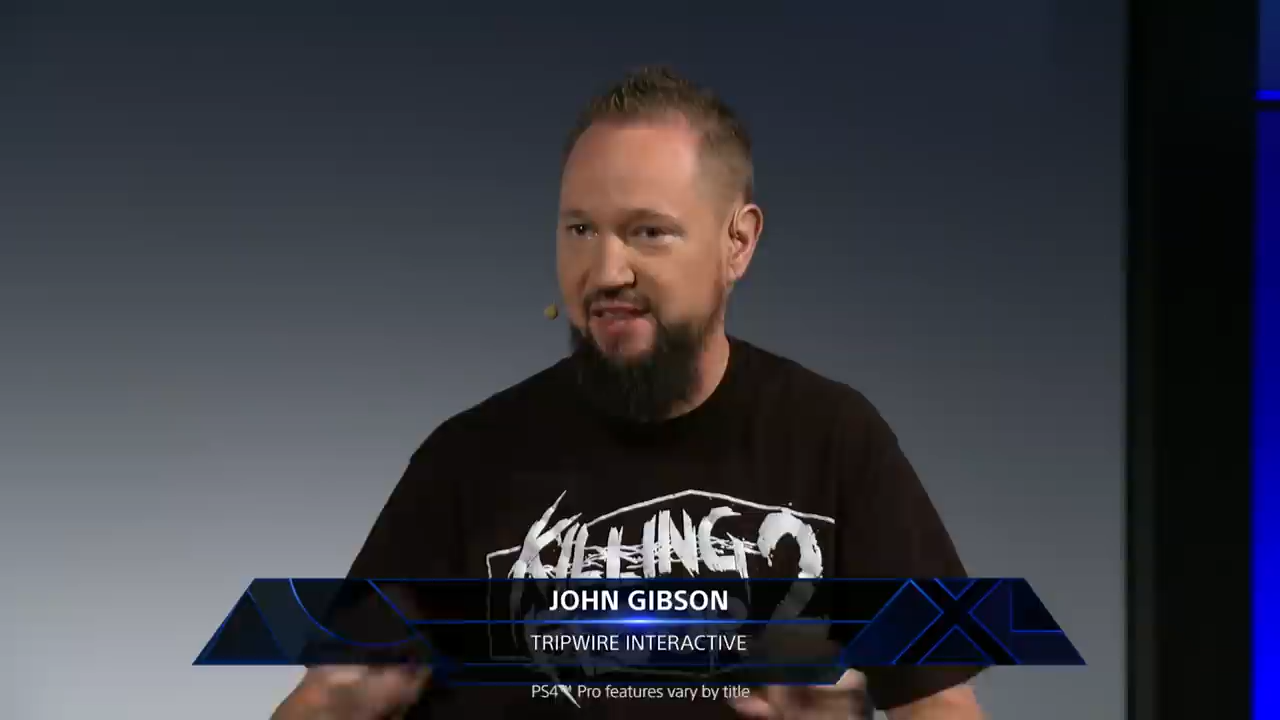 KILLING
2
JOHN GIBSON
TRIPWIRE INTERACTIVE
PS4™ Pro features vary by title